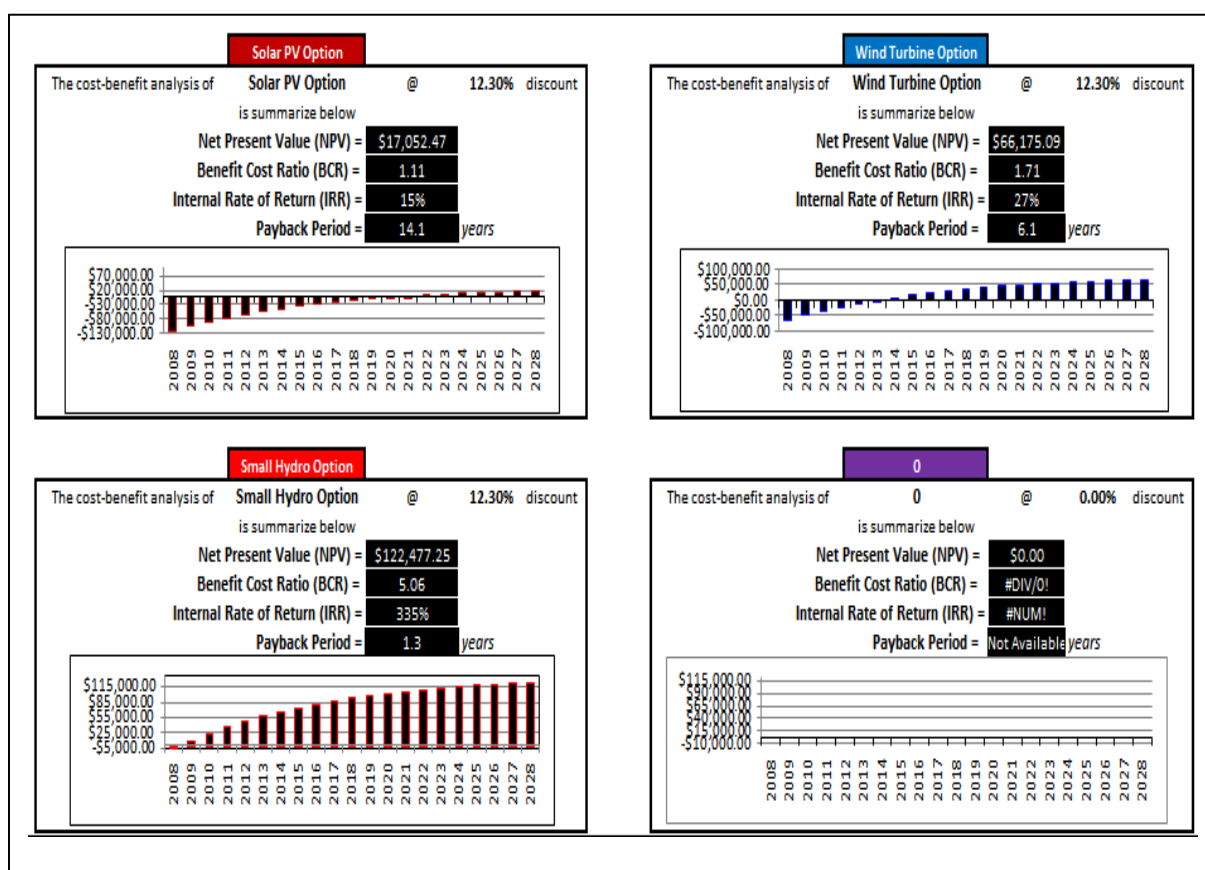 Solar PV Option
The cost-benefit analysis of Solar PV Option @ 12.30% discount
is summarize below
Net Present Value (NPV) = $17,052.47
Benefit Cost Ratio (BCR) = 1.11
Internal Rate of Return (IRR) = 15%
Payback Period = 14.1 years
$70,000.00
$20,000.00
-$30,000.00
-$80,000.00
-$130,000.00
2008 2009 2010 2011 2012 2013 2014 2015 2016 2017 2018 2019 2020 2021 2022 2023 2024 2025 2026 2027 2028
Wind Turbine Option
The cost-benefit analysis of Wind Turbine Option @ 12.30% discount
is summarize below
Net Present Value (NPV) = $66,175.09
Benefit Cost Ratio (BCR) = 1.71
Internal Rate of Return (IRR) = 27%
Payback Period = 6.1 years
$100,000.00
$50,000.00
$0.00
-$50,000.00
-$100,000.00
2008 2009 2010 2011 2012 2013 2014 2015 2016 2017 2018 2019 2020 2021 2022 2023 2024 2025 2026 2027 2028
Small Hydro Option
The cost-benefit analysis of Small Hydro Option @ 12.30% discount
is summarize below
Net Present Value (NPV) = $122,477.25
Benefit Cost Ratio (BCR) = 5.06
Internal Rate of Return (IRR) = 335%
Payback Period = 1.3 years
$115,000.00
$85,000.00
$55,000.00
$25,000.00
-$5,000.00
2008 2009 2010 2011 2012 2013 2014 2015 2016 2017 2018 2019 2020 2021 2022 2023 2024 2025 2026 2027 2028
0
The cost-benefit analysis of 0 @ 0.00% discount
is summarize below
Net Present Value (NPV) = $0.00
Benefit Cost Ratio (BCR) = #DIV/0!
Internal Rate of Return (IRR) = #NUM!
Payback Period = Not Available years
$115,000.00
$90,000.00
$65,000.00
$40,000.00
$15,000.00
-$10,000.00
2008 2009 2010 2011 2012 2013 2014 2015 2016 2017 2018 2019 2020 2021 2022 2023 2024 2025 2026 2027 2028